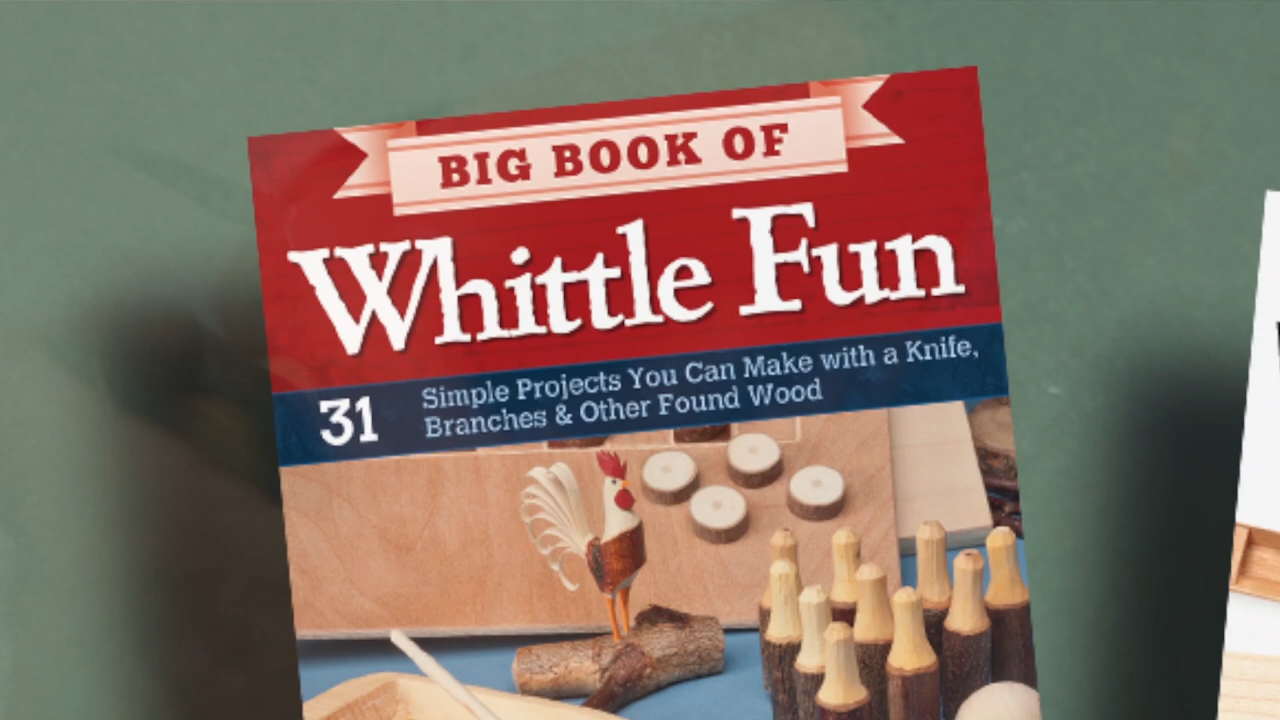 BIG BOOK OF
Whittle Fun
31
Simple Projects You Can Make with a Knife,
Branches & Other Found Wood